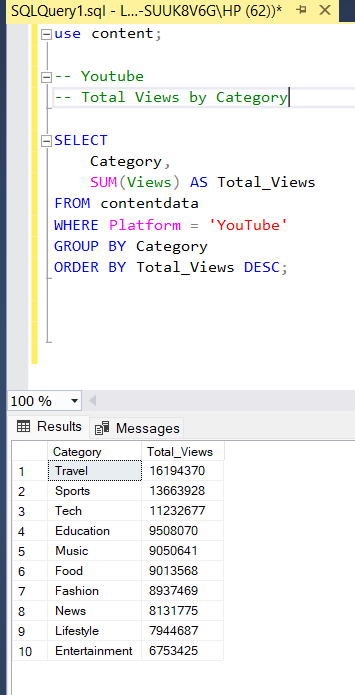 SQLQuery1.sql - L...-SUUK8V6G\HP (62))*
use content;
-- Youtube
-- Total Views by Category
SELECT
Category,
SUM(Views) AS Total_Views
FROM contentdata
WHERE Platform = 'YouTube'
GROUP BY Category
ORDER BY Total_Views DESC;
100 %
Results Messages
Category Total_Views
1 Travel 16194370
2 Sports 13663928
3 Tech 11232677
4 Education 9508070
5 Music 9050641
6 Food 9013568
7 Fashion 8937469
8 News 8131775
9 Lifestyle 7944687
10 Entertainment 6753425